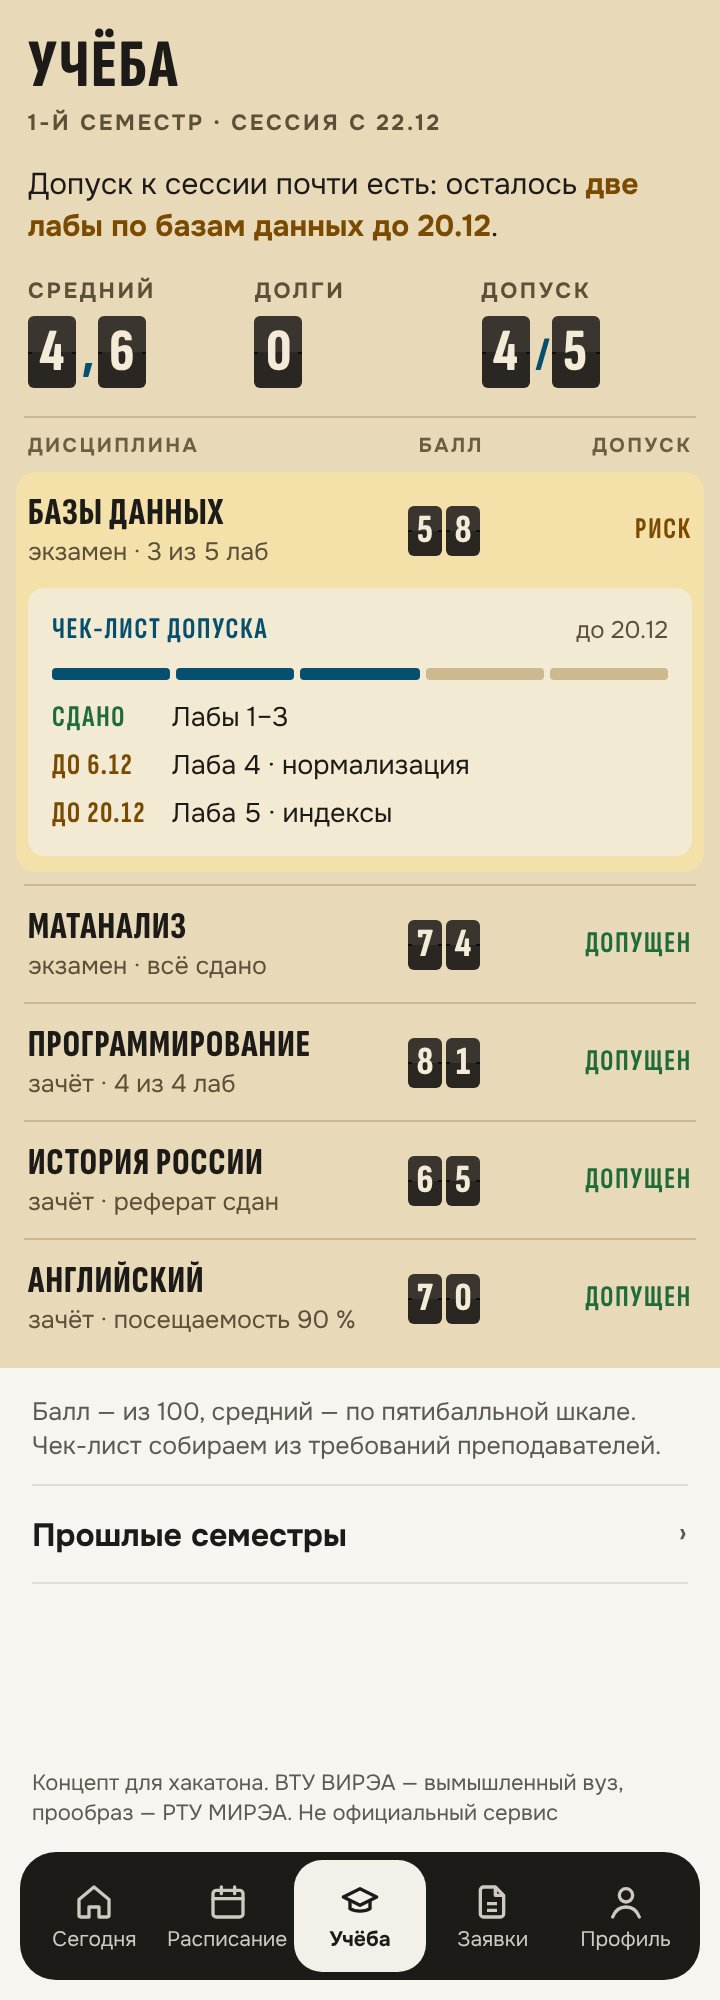 УЧЁБА
1-Й СЕМЕСТР · СЕССИЯ С 22.12
Допуск к сессии почти есть: осталось две
лабы по базам данных до 20.12.
СРЕДНИЙ ДОЛГИ ДОПУСК
4,6 0 4/5
ДИСЦИПЛИНА БАЛЛ ДОПУСК
БАЗЫ ДАННЫХ 58 РИСК
экзамен · 3 из 5 лаб
ЧЕК-ЛИСТ ДОПУСКА до 20.12
СДАНО Лабы 1–3
ДО 6.12 Лаба 4 · нормализация
ДО 20.12 Лаба 5 · индексы
МАТАНАЛИЗ 74 ДОПУЩЕН
экзамен · всё сдано
ПРОГРАММИРОВАНИЕ 81 ДОПУЩЕН
зачёт · 4 из 4 лаб
ИСТОРИЯ РОССИИ 65 ДОПУЩЕН
зачёт · реферат сдан
АНГЛИЙСКИЙ 70 ДОПУЩЕН
зачёт · посещаемость 90 %
Балл — из 100, средний — по пятибалльной шкале.
Чек-лист собираем из требований преподавателей.
Прошлые семестры ›
Концепт для хакатона. ВТУ ВИРЭА — вымышленный вуз,
прообраз — РТУ МИРЭА. Не официальный сервис
Сегодня Расписание Учёба Заявки Профиль